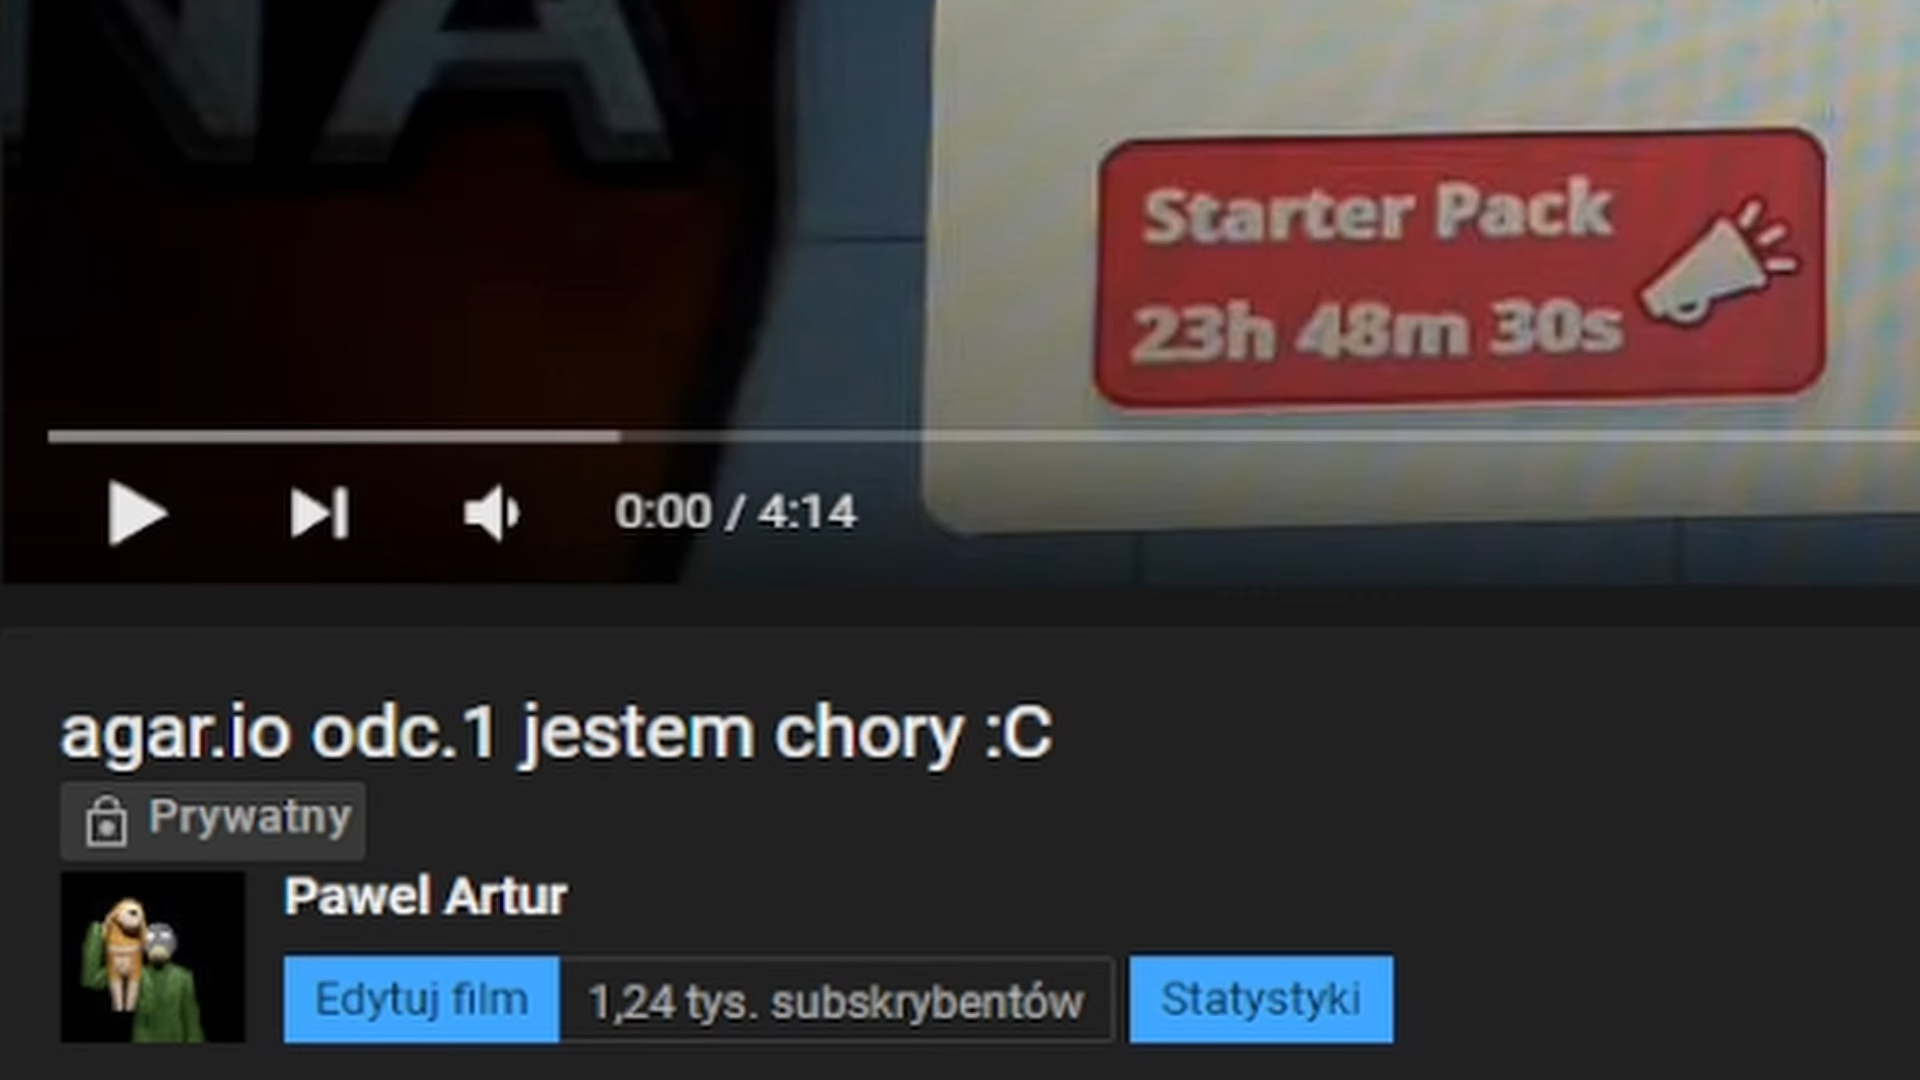 NA
Starter Pack
23h 48m 30s
0:00 / 4:14
agar.io odc.1 jestem chory :C
Prywatny
Pawel Artur
Edytuj film
1,24 tys. subskrybentów
Statystyki